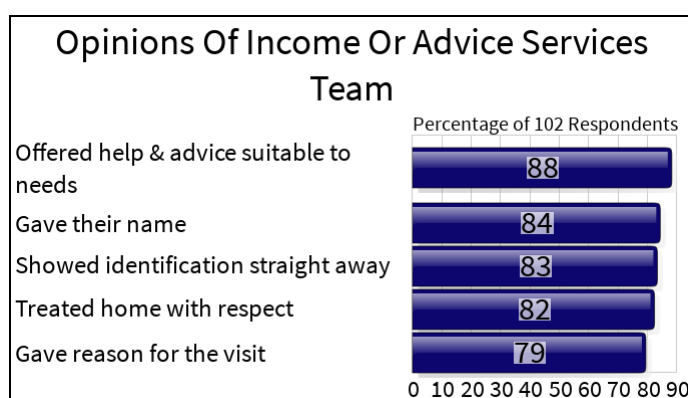 Opinions Of Income Or Advice Services
Team
Percentage of 102 Respondents
Offered help & advice suitable to
needs
88
Gave their name
84
Showed identification straight away
83
Treated home with respect
82
Gave reason for the visit
79
0 10 20 30 40 50 60 70 80 90